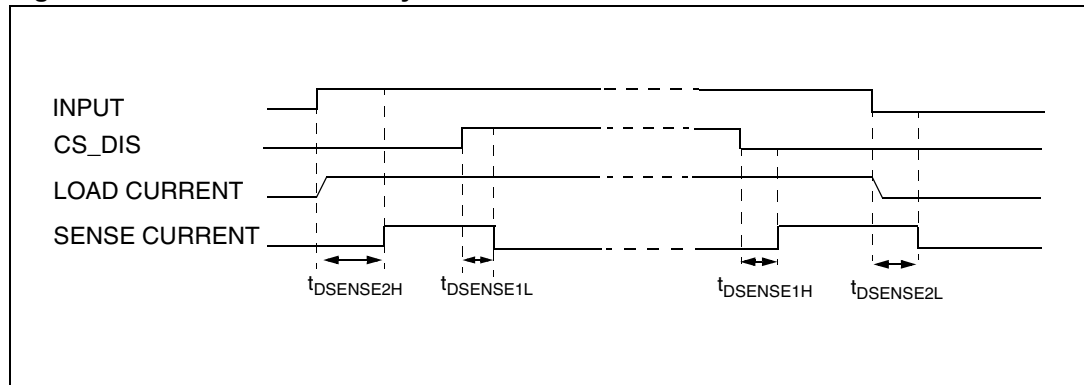 INPUT
CS_DIS
LOAD CURRENT
SENSE CURRENT
tDSENSE2H tDSENSE1L tDSENSE1H tDSENSE2L